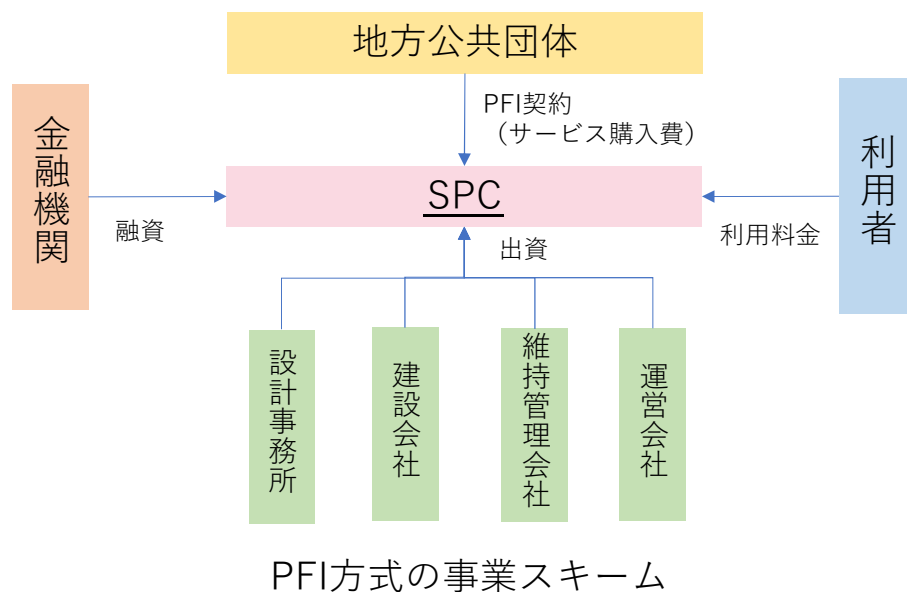 地方公共団体
PFI契約
（サービス購入費）
金融機関
融資
SPC
利用者
利用料金
出資
設計事務所
建設会社
維持管理会社
運営会社
PFI方式の事業スキーム